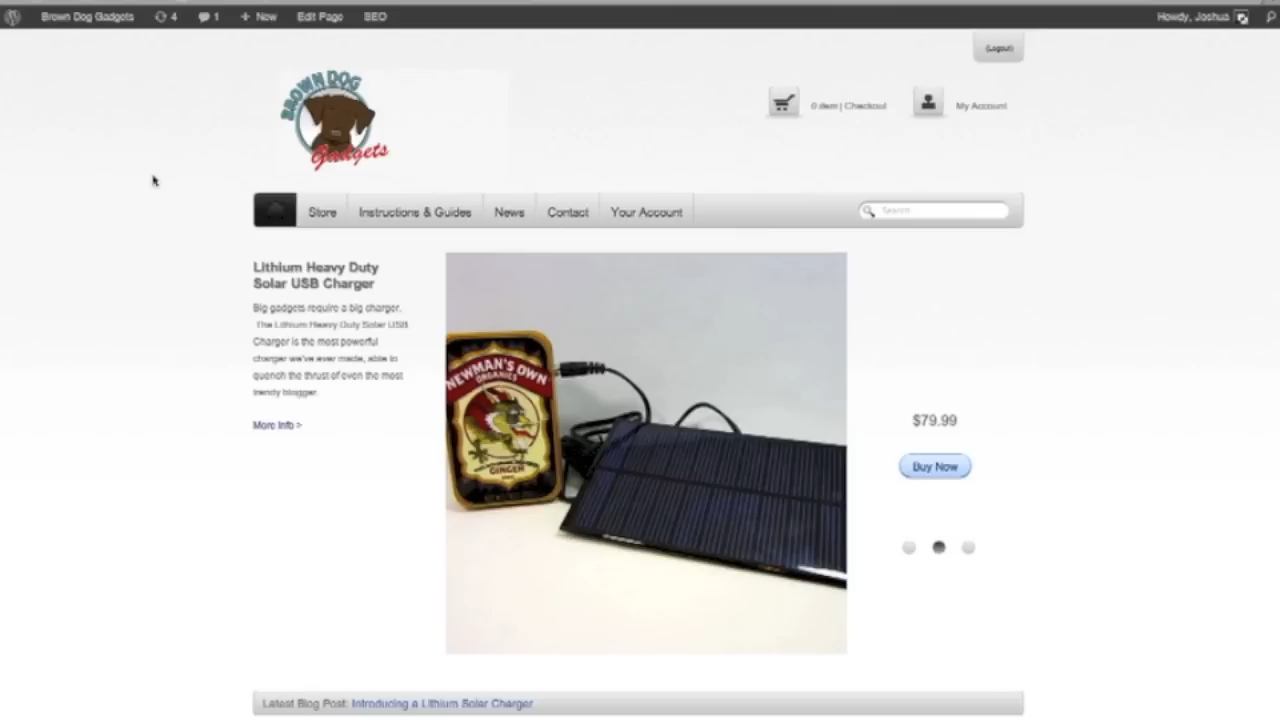 Brown Dog Gadgets 4 1 + New Edit Page SEO Howdy, Joshua
(Logout)
BROWN DOG
Gadgets
0 item | Checkout My Account
Store Instructions & Guides News Contact Your Account Search
Lithium Heavy Duty
Solar USB Charger
Big gadgets require a big charger.
The Lithium Heavy Duty Solar USB
Charger is the most powerful
charger we've ever made, able to
quench the thrust of even the most
trendy blogger.
More Info >
NEWMAN'S OWN
ORGANICS
GINGER
$79.99
Buy Now
Latest Blog Post: Introducing a Lithium Solar Charger